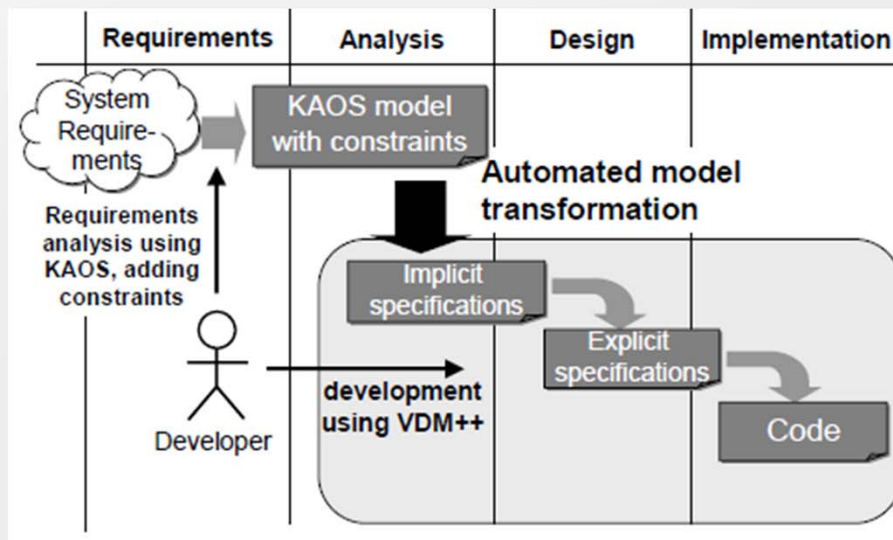 Requirements
Analysis
Design
Implementation
System
Require-
ments
KAOS model
with constraints
Automated model
transformation
Requirements
analysis using
KAOS, adding
constraints
Implicit
specifications
Explicit
specifications
development
using VDM++
Developer
Code